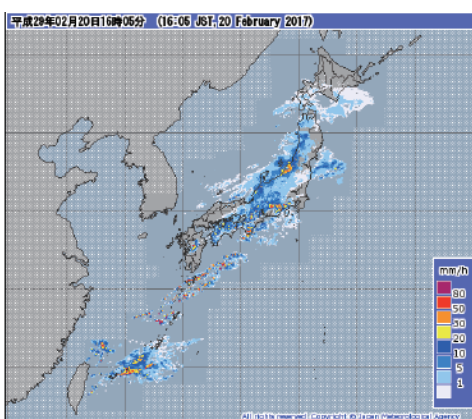 平成29年02月20日16時05分 (16:05 JST,20 February 2017)
mm/h
80
50
30
20
10
5
1
All rights reserved. Copyright © Japan Meteorological Agency